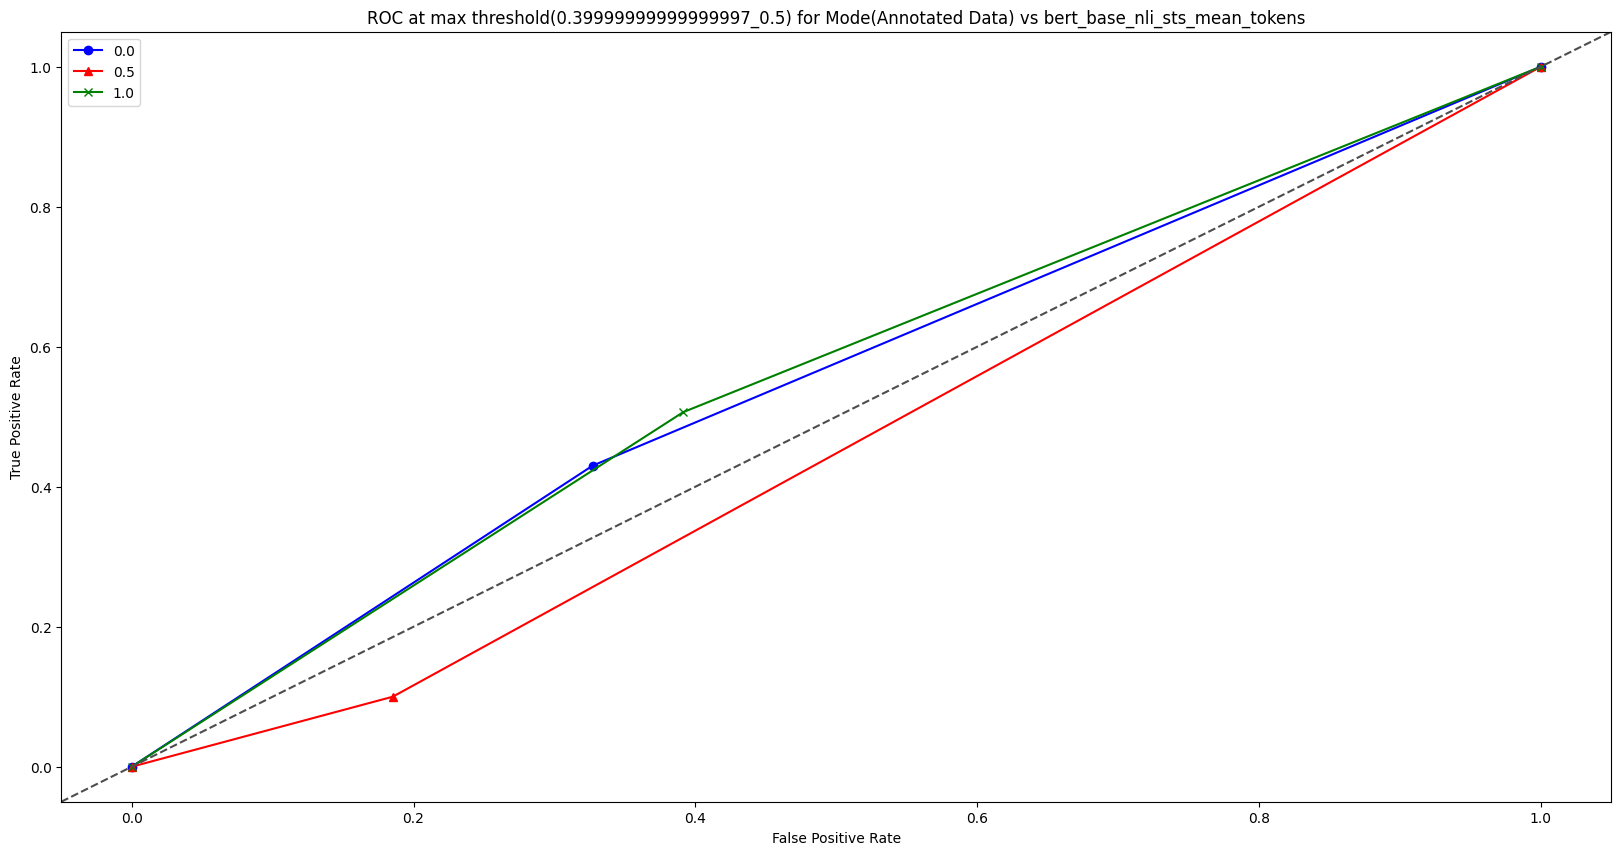 ROC at max threshold(0.39999999999999997_0.5) for Mode(Annotated Data) vs bert_base_nli_sts_mean_tokens
0.0
0.5
1.0
1.0
0.8
0.6
0.4
0.2
0.0
True Positive Rate
0.0 0.2 0.4 0.6 0.8 1.0
False Positive Rate